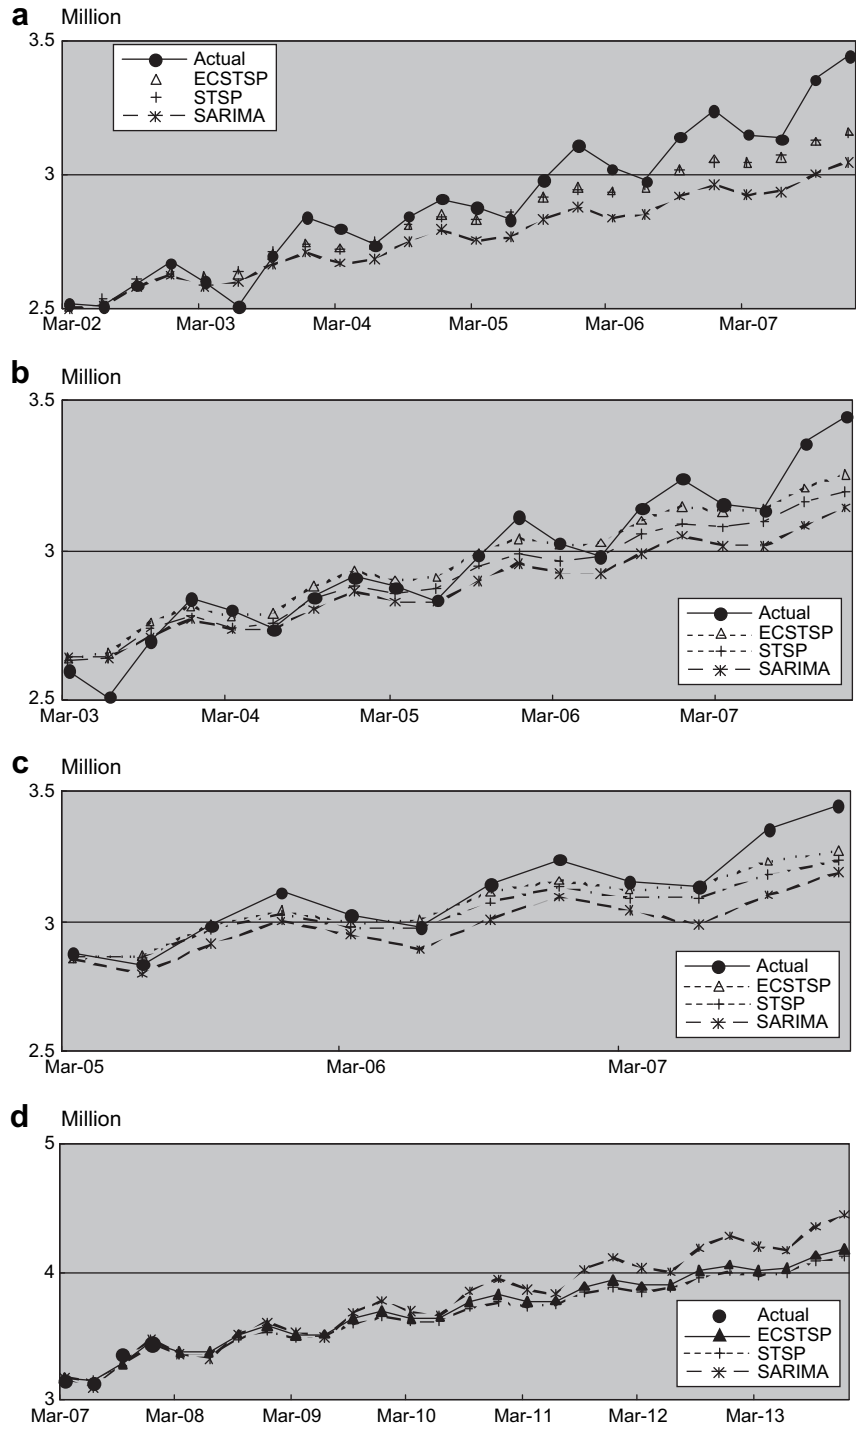 a Million
3.5
Actual
ECSTSP
STSP
SARIMA
3
2.5
Mar-02 Mar-03 Mar-04 Mar-05 Mar-06 Mar-07
b Million
3.5
3
Actual
ECSTSP
STSP
SARIMA
2.5
Mar-03 Mar-04 Mar-05 Mar-06 Mar-07
c Million
3.5
3
Actual
ECSTSP
STSP
SARIMA
2.5
Mar-05 Mar-06 Mar-07
d Million
5
4
Actual
ECSTSP
STSP
SARIMA
3
Mar-07 Mar-08 Mar-09 Mar-10 Mar-11 Mar-12 Mar-13